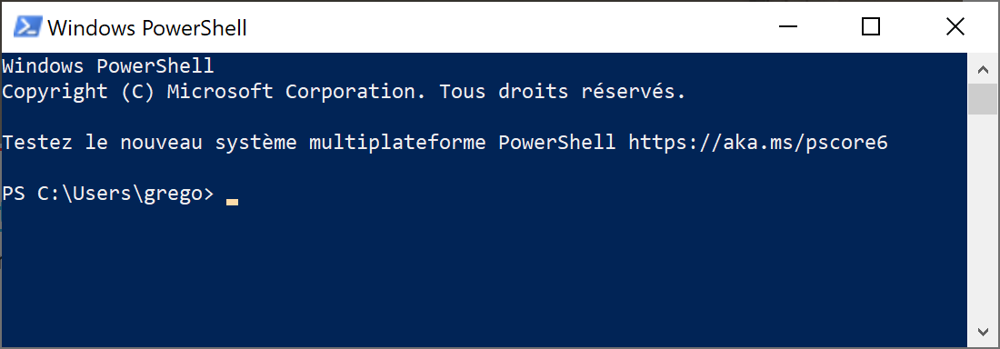 Windows PowerShell
Windows PowerShell
Copyright (C) Microsoft Corporation. Tous droits réservés.
Testez le nouveau système multiplateforme PowerShell https://aka.ms/pscore6
PS C:\Users\grego>